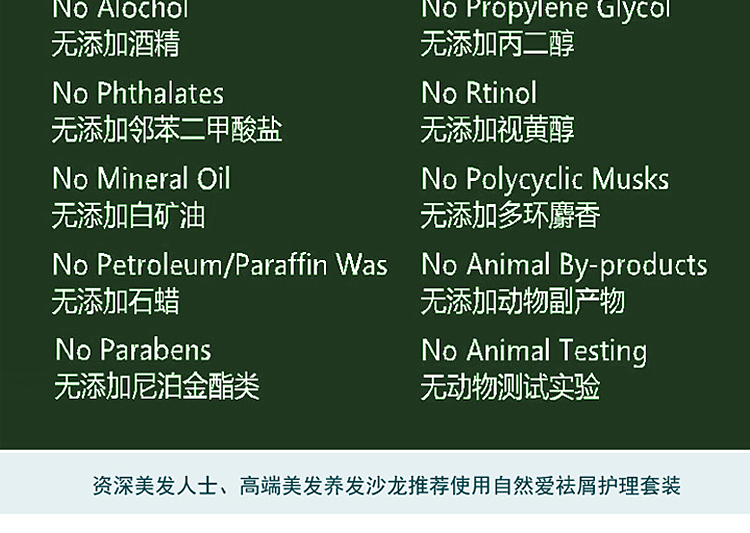 No Alochol
无添加酒精
No Propylene Glycol
无添加丙二醇
No Phthalates
无添加邻苯二甲酸盐
No Rtinol
无添加视黄醇
No Mineral Oil
无添加白矿油
No Polycyclic Musks
无添加多环麝香
No Petroleum/Paraffin Was
无添加石蜡
No Animal By-products
无添加动物副产物
No Parabens
无添加尼泊金酯类
No Animal Testing
无动物测试实验
资深美发人士、高端美发养发沙龙推荐使用自然爱祛屑护理套装